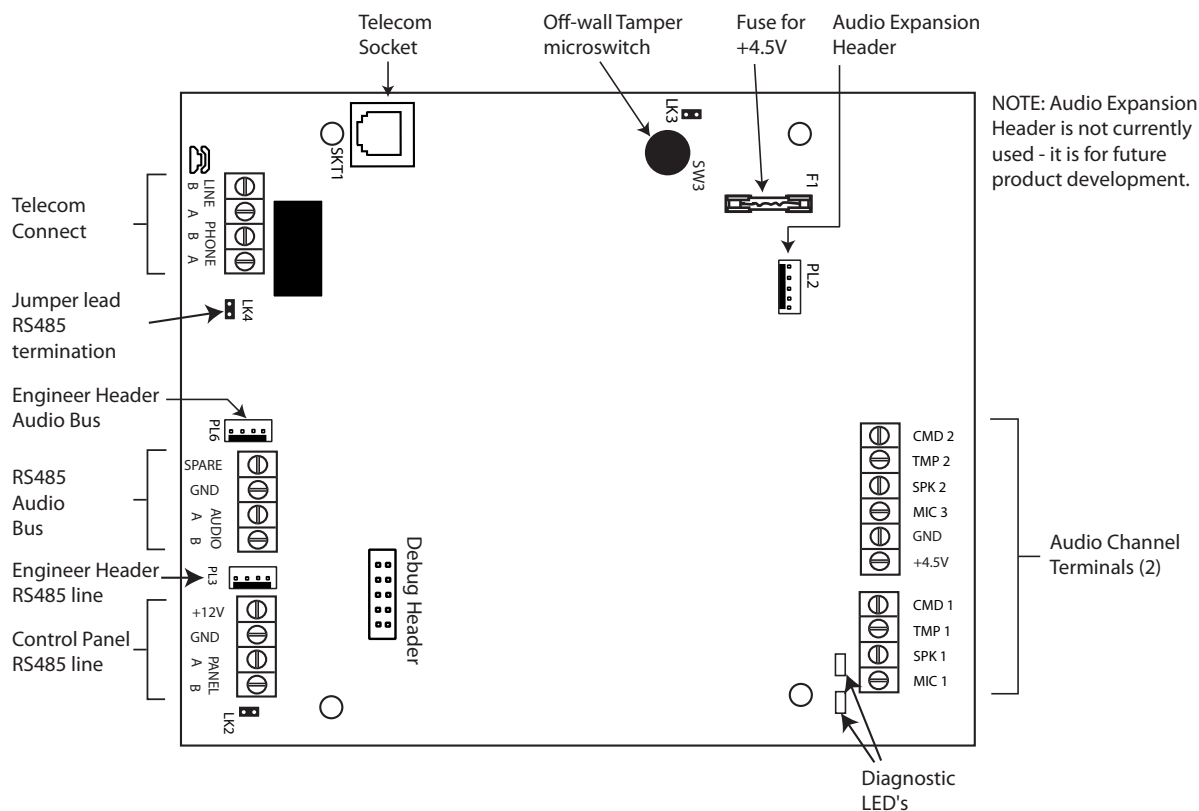 Telecom
Socket
Off-wall Tamper
microswitch
Fuse for
+4.5V
Audio Expansion
Header
NOTE: Audio Expansion
Header is not currently
used - it is for future
product development.
SKT1
LK3
SW3
F1
PL2
Telecom
Connect
B
A
LINE
B
A
PHONE
Jumper lead
RS485
termination
LK4
Engineer Header
Audio Bus
PL6
RS485
Audio
Bus
SPARE
GND
A
B
AUDIO
Engineer Header
RS485 line
PL3
Control Panel
RS485 line
+12V
GND
A
B
PANEL
LK2
Debug Header
CMD 2
TMP 2
SPK 2
MIC 3
GND
+4.5V
CMD 1
TMP 1
SPK 1
MIC 1
Audio Channel
Terminals (2)
Diagnostic
LED's